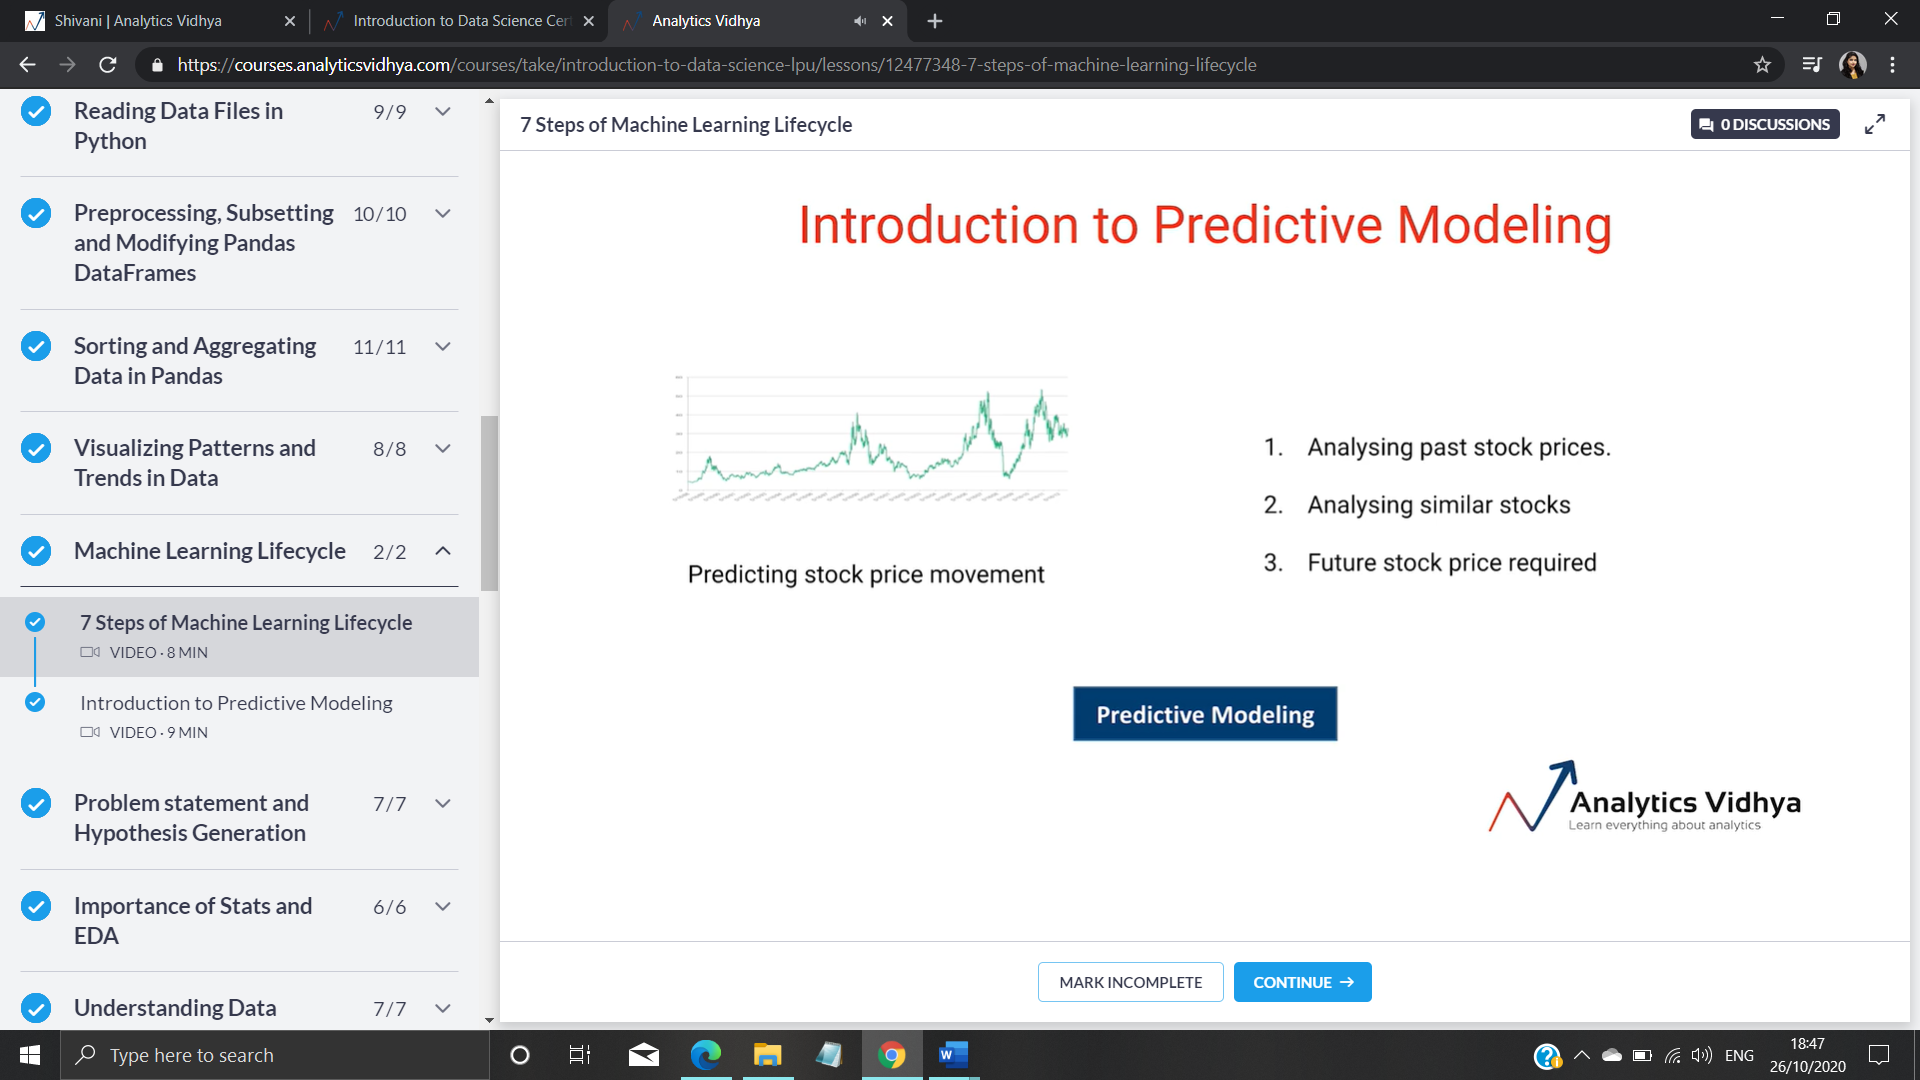 Shivani | Analytics Vidhya
Introduction to Data Science Cert
Analytics Vidhya
https://courses.analyticsvidhya.com/courses/take/introduction-to-data-science-lpu/lessons/12477348-7-steps-of-machine-learning-lifecycle
Reading Data Files in
Python
9/9
Preprocessing, Subsetting
and Modifying Pandas
DataFrames
10/10
Sorting and Aggregating
Data in Pandas
11/11
Visualizing Patterns and
Trends in Data
8/8
Machine Learning Lifecycle
2/2
7 Steps of Machine Learning Lifecycle
VIDEO · 8 MIN
Introduction to Predictive Modeling
VIDEO · 9 MIN
Problem statement and
Hypothesis Generation
7/7
Importance of Stats and
EDA
6/6
Understanding Data
7/7
7 Steps of Machine Learning Lifecycle
0 DISCUSSIONS
Introduction to Predictive Modeling
Predicting stock price movement
1. Analysing past stock prices.
2. Analysing similar stocks
3. Future stock price required
Predictive Modeling
Analytics Vidhya
Learn everything about analytics
MARK INCOMPLETE
CONTINUE →
Type here to search
W
ENG
18:47
26/10/2020